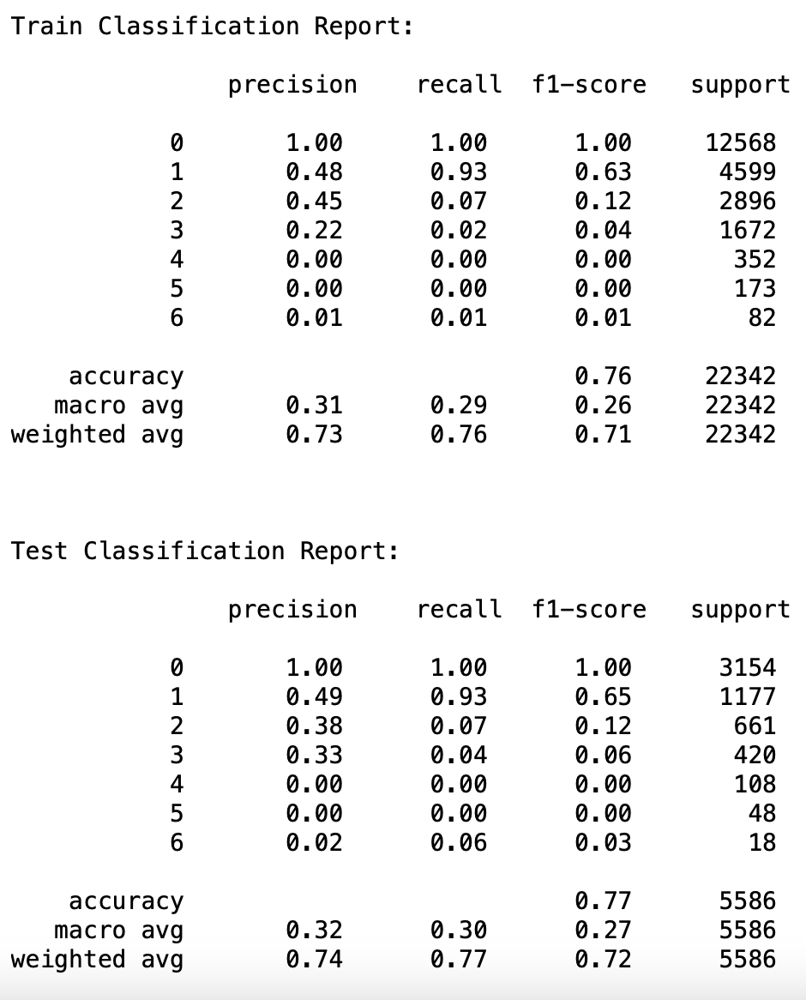 Train Classification Report:
precision recall f1-score support
0 1.00 1.00 1.00 12568
1 0.48 0.93 0.63 4599
2 0.45 0.07 0.12 2896
3 0.22 0.02 0.04 1672
4 0.00 0.00 0.00 352
5 0.00 0.00 0.00 173
6 0.01 0.01 0.01 82
accuracy 0.76 22342
macro avg 0.31 0.29 0.26 22342
weighted avg 0.73 0.76 0.71 22342
Test Classification Report:
precision recall f1-score support
0 1.00 1.00 1.00 3154
1 0.49 0.93 0.65 1177
2 0.38 0.07 0.12 661
3 0.33 0.04 0.06 420
4 0.00 0.00 0.00 108
5 0.00 0.00 0.00 48
6 0.02 0.06 0.03 18
accuracy 0.77 5586
macro avg 0.32 0.30 0.27 5586
weighted avg 0.74 0.77 0.72 5586